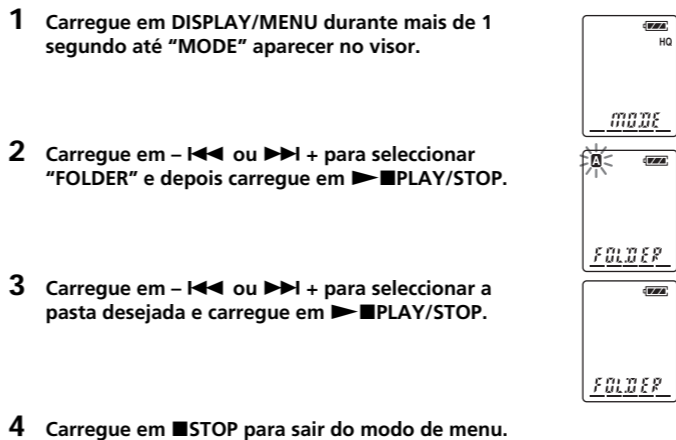 1 Carregue em DISPLAY/MENU durante mais de 1
segundo até “MODE” aparecer no visor.
HQ
MODE
2 Carregue em – ⏮ ou ⏭ + para seleccionar
“FOLDER” e depois carregue em ►■PLAY/STOP.
A
FOLDER
3 Carregue em – ⏮ ou ⏭ + para seleccionar a
pasta desejada e carregue em ►■PLAY/STOP.
FOLDER
4 Carregue em ■STOP para sair do modo de menu.